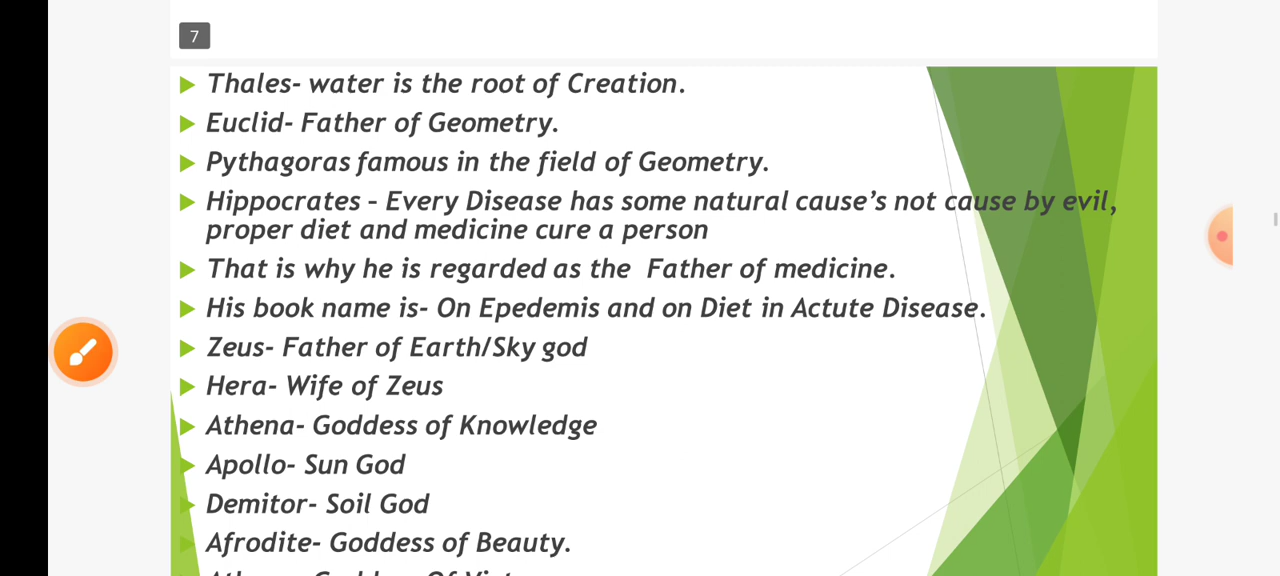 7
Thales- water is the root of Creation.
Euclid- Father of Geometry.
Pythagoras famous in the field of Geometry.
Hippocrates – Every Disease has some natural cause’s not cause by evil,
proper diet and medicine cure a person
That is why he is regarded as the Father of medicine.
His book name is- On Epedemis and on Diet in Actute Disease.
Zeus- Father of Earth/Sky god
Hera- Wife of Zeus
Athena- Goddess of Knowledge
Apollo- Sun God
Demitor- Soil God
Afrodite- Goddess of Beauty.